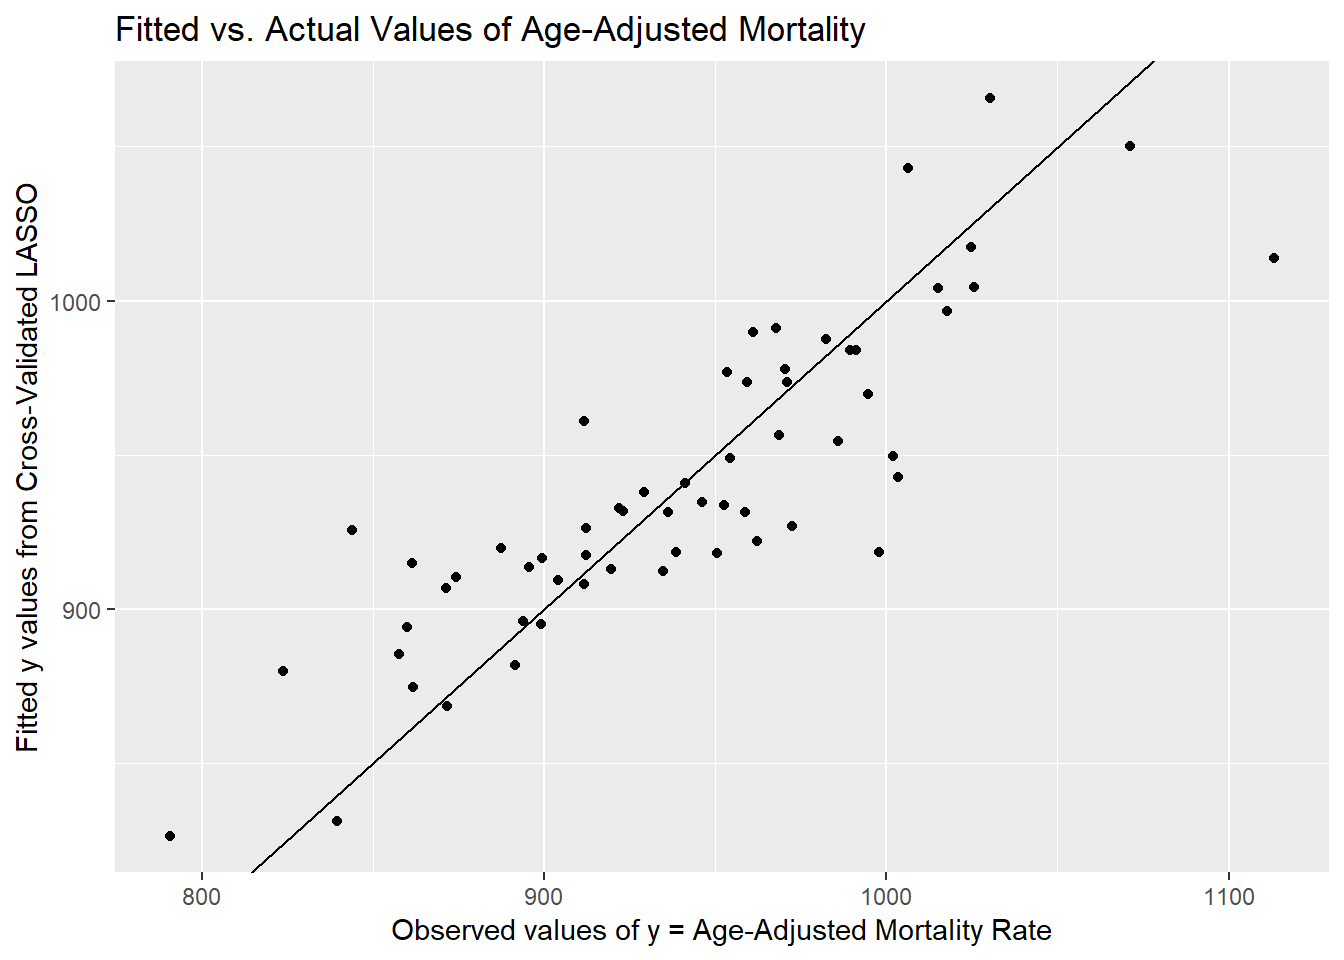 Fitted vs. Actual Values of Age-Adjusted Mortality
Fitted y values from Cross-Validated LASSO
1000
900
800
900
1000
1100
Observed values of y = Age-Adjusted Mortality Rate